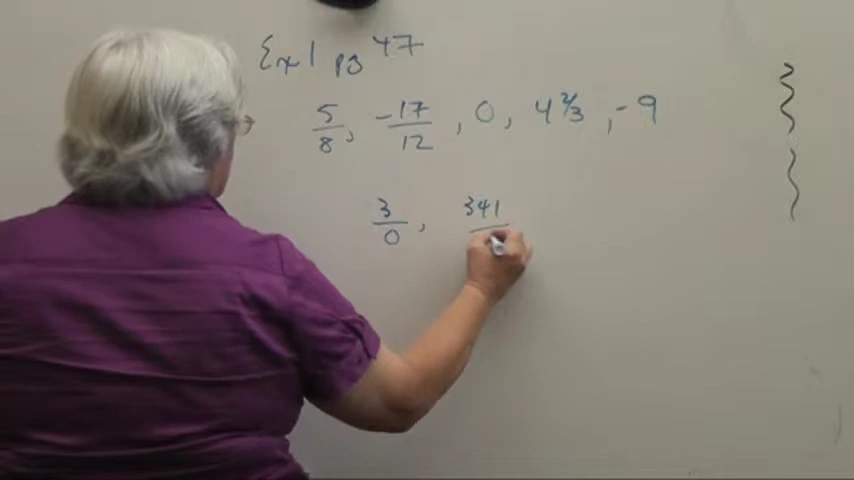 Ex 1 pg 47
5/8, -17/12, 0, 4 2/3, -9
3/0, 341/